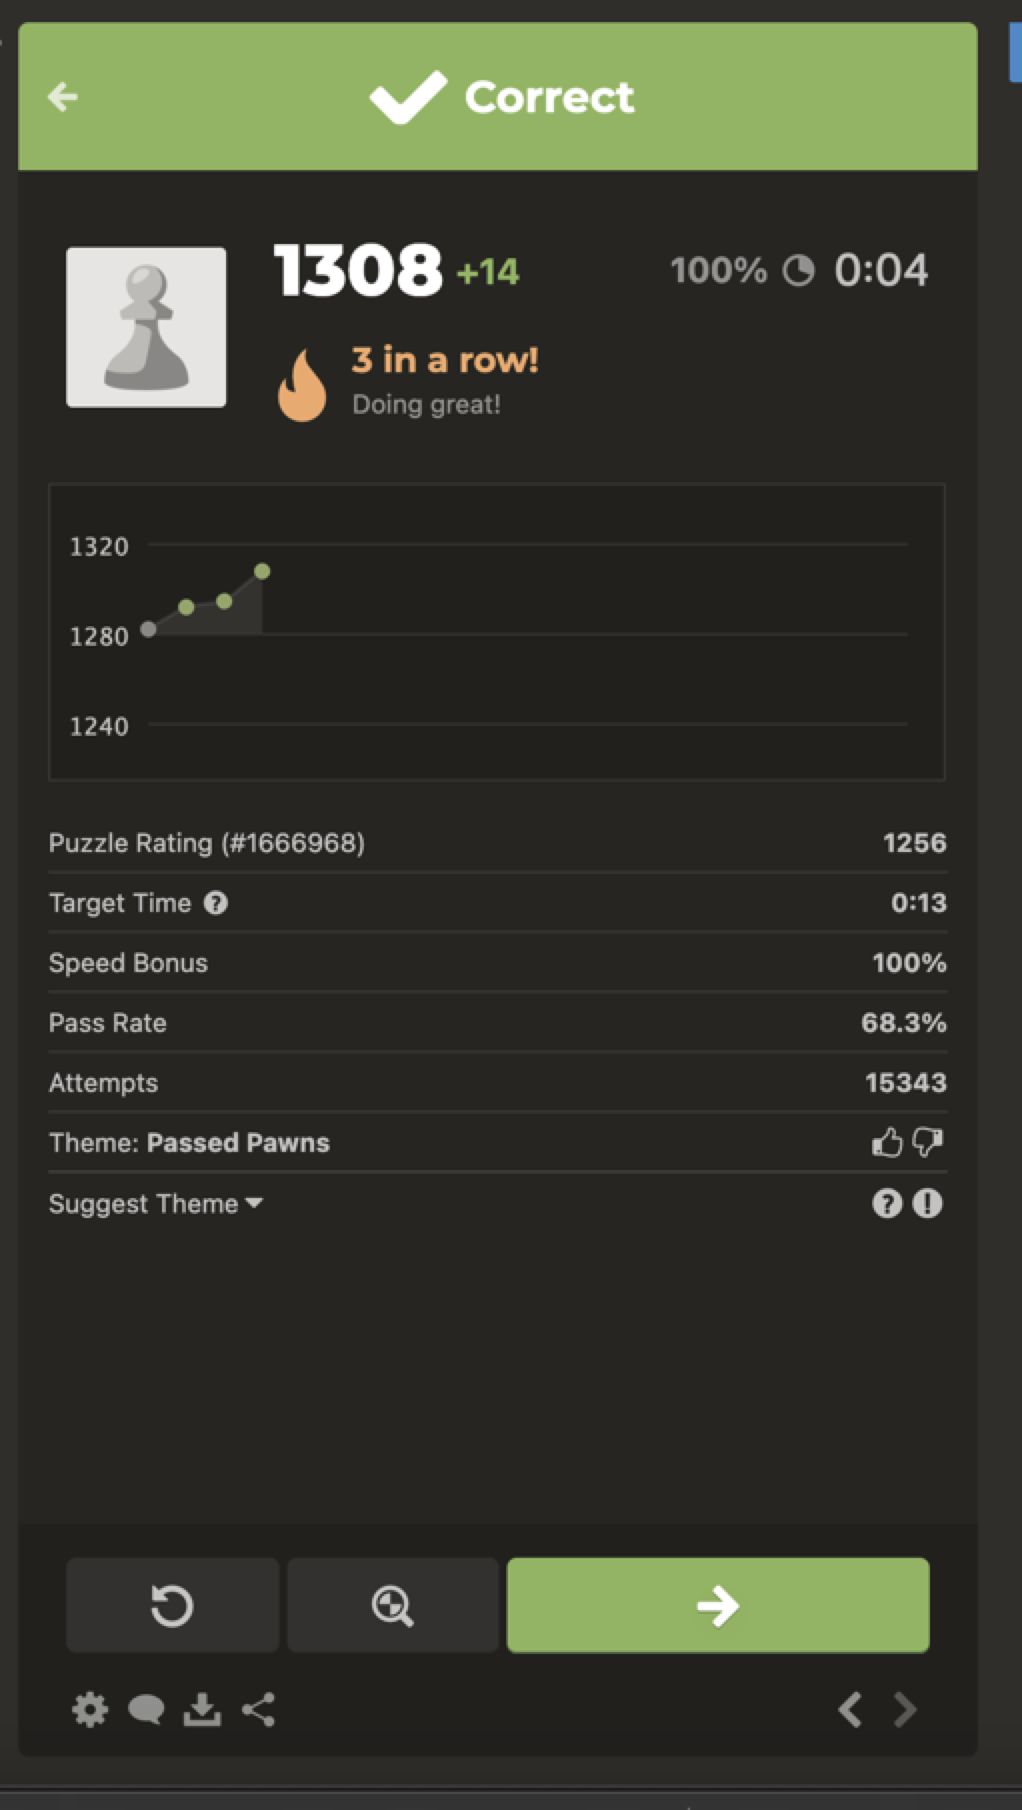 Correct
1308 +14 100% 0:04
3 in a row!
Doing great!
1320
1280
1240
Puzzle Rating (#1666968) 1256
Target Time ? 0:13
Speed Bonus 100%
Pass Rate 68.3%
Attempts 15343
Theme: Passed Pawns
Suggest Theme ? !